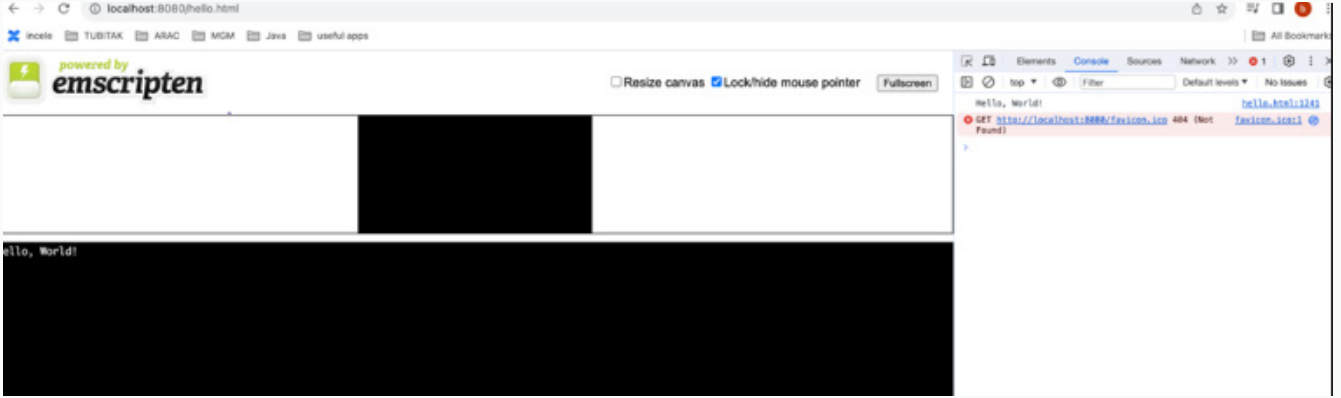 localhost:8080/hello.html
incele TUBITAK ARAC MGM Java useful apps All Bookmarks
powered by
emscripten
Resize canvas Lock/hide mouse pointer Fullscreen
Elements Console Sources Network 1
top Filter Default levels No Issues
Hello, World! hello.html:1241
GET http://localhost:8080/favicon.ico 404 (Not favicon.ico:1
Found)
ello, World!